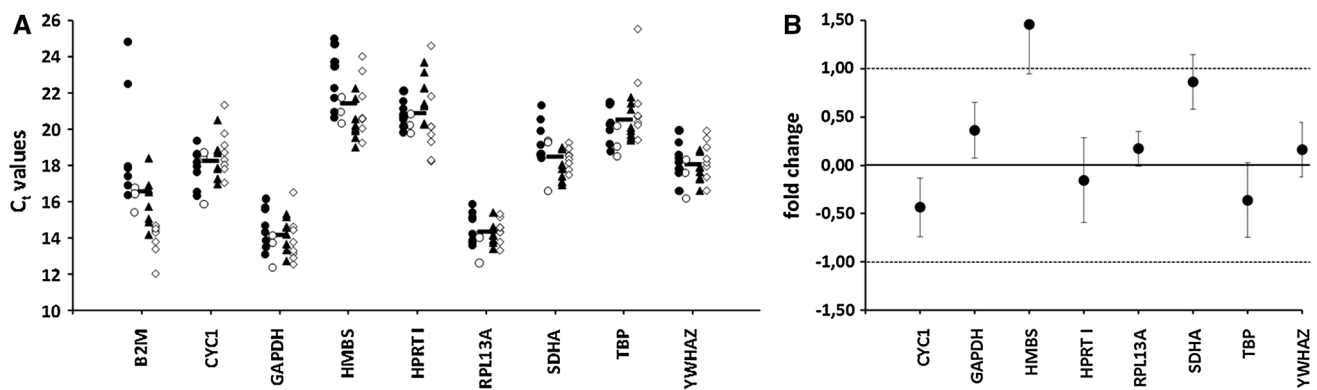 A
C_t values
26
24
22
20
18
16
14
12
10
B2M
CYC1
GAPDH
HMBS
HPRT I
RPL13A
SDHA
TBP
YWHAZ
B
fold change
1,50
1,00
0,50
0,00
-0,50
-1,00
-1,50
CYC1
GAPDH
HMBS
HPRT I
RPL13A
SDHA
TBP
YWHAZ